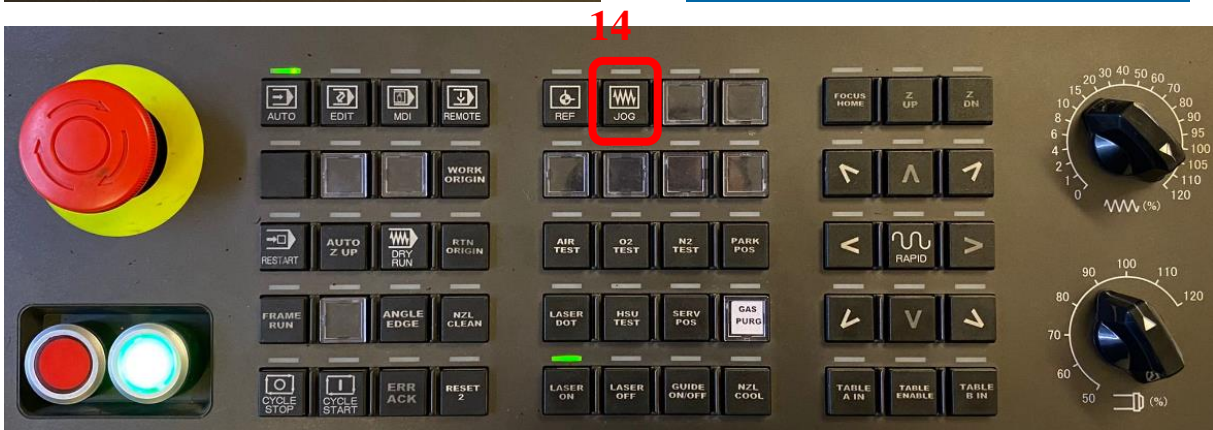 14
AUTO EDIT MDI REMOTE REF JOG FOCUS HOME Z UP Z DN
WORK ORIGIN
RESTART AUTO Z UP DRY RUN RTN ORIGIN AIR TEST O2 TEST N2 TEST PARK POS RAPID
FRAME RUN ANGLE EDGE NZL CLEAN LASER DOT HSU TEST SERV POS GAS PURG
CYCLE STOP CYCLE START ERR ACK RESET 2 LASER ON LASER OFF GUIDE ON/OFF NZL COOL TABLE A IN TABLE ENABLE TABLE B IN
0 1 2 4 6 8 10 15 20 30 40 50 60 70 80 90 95 100 105 110 120
(%)
50 60 70 80 90 100 110 120
(%)